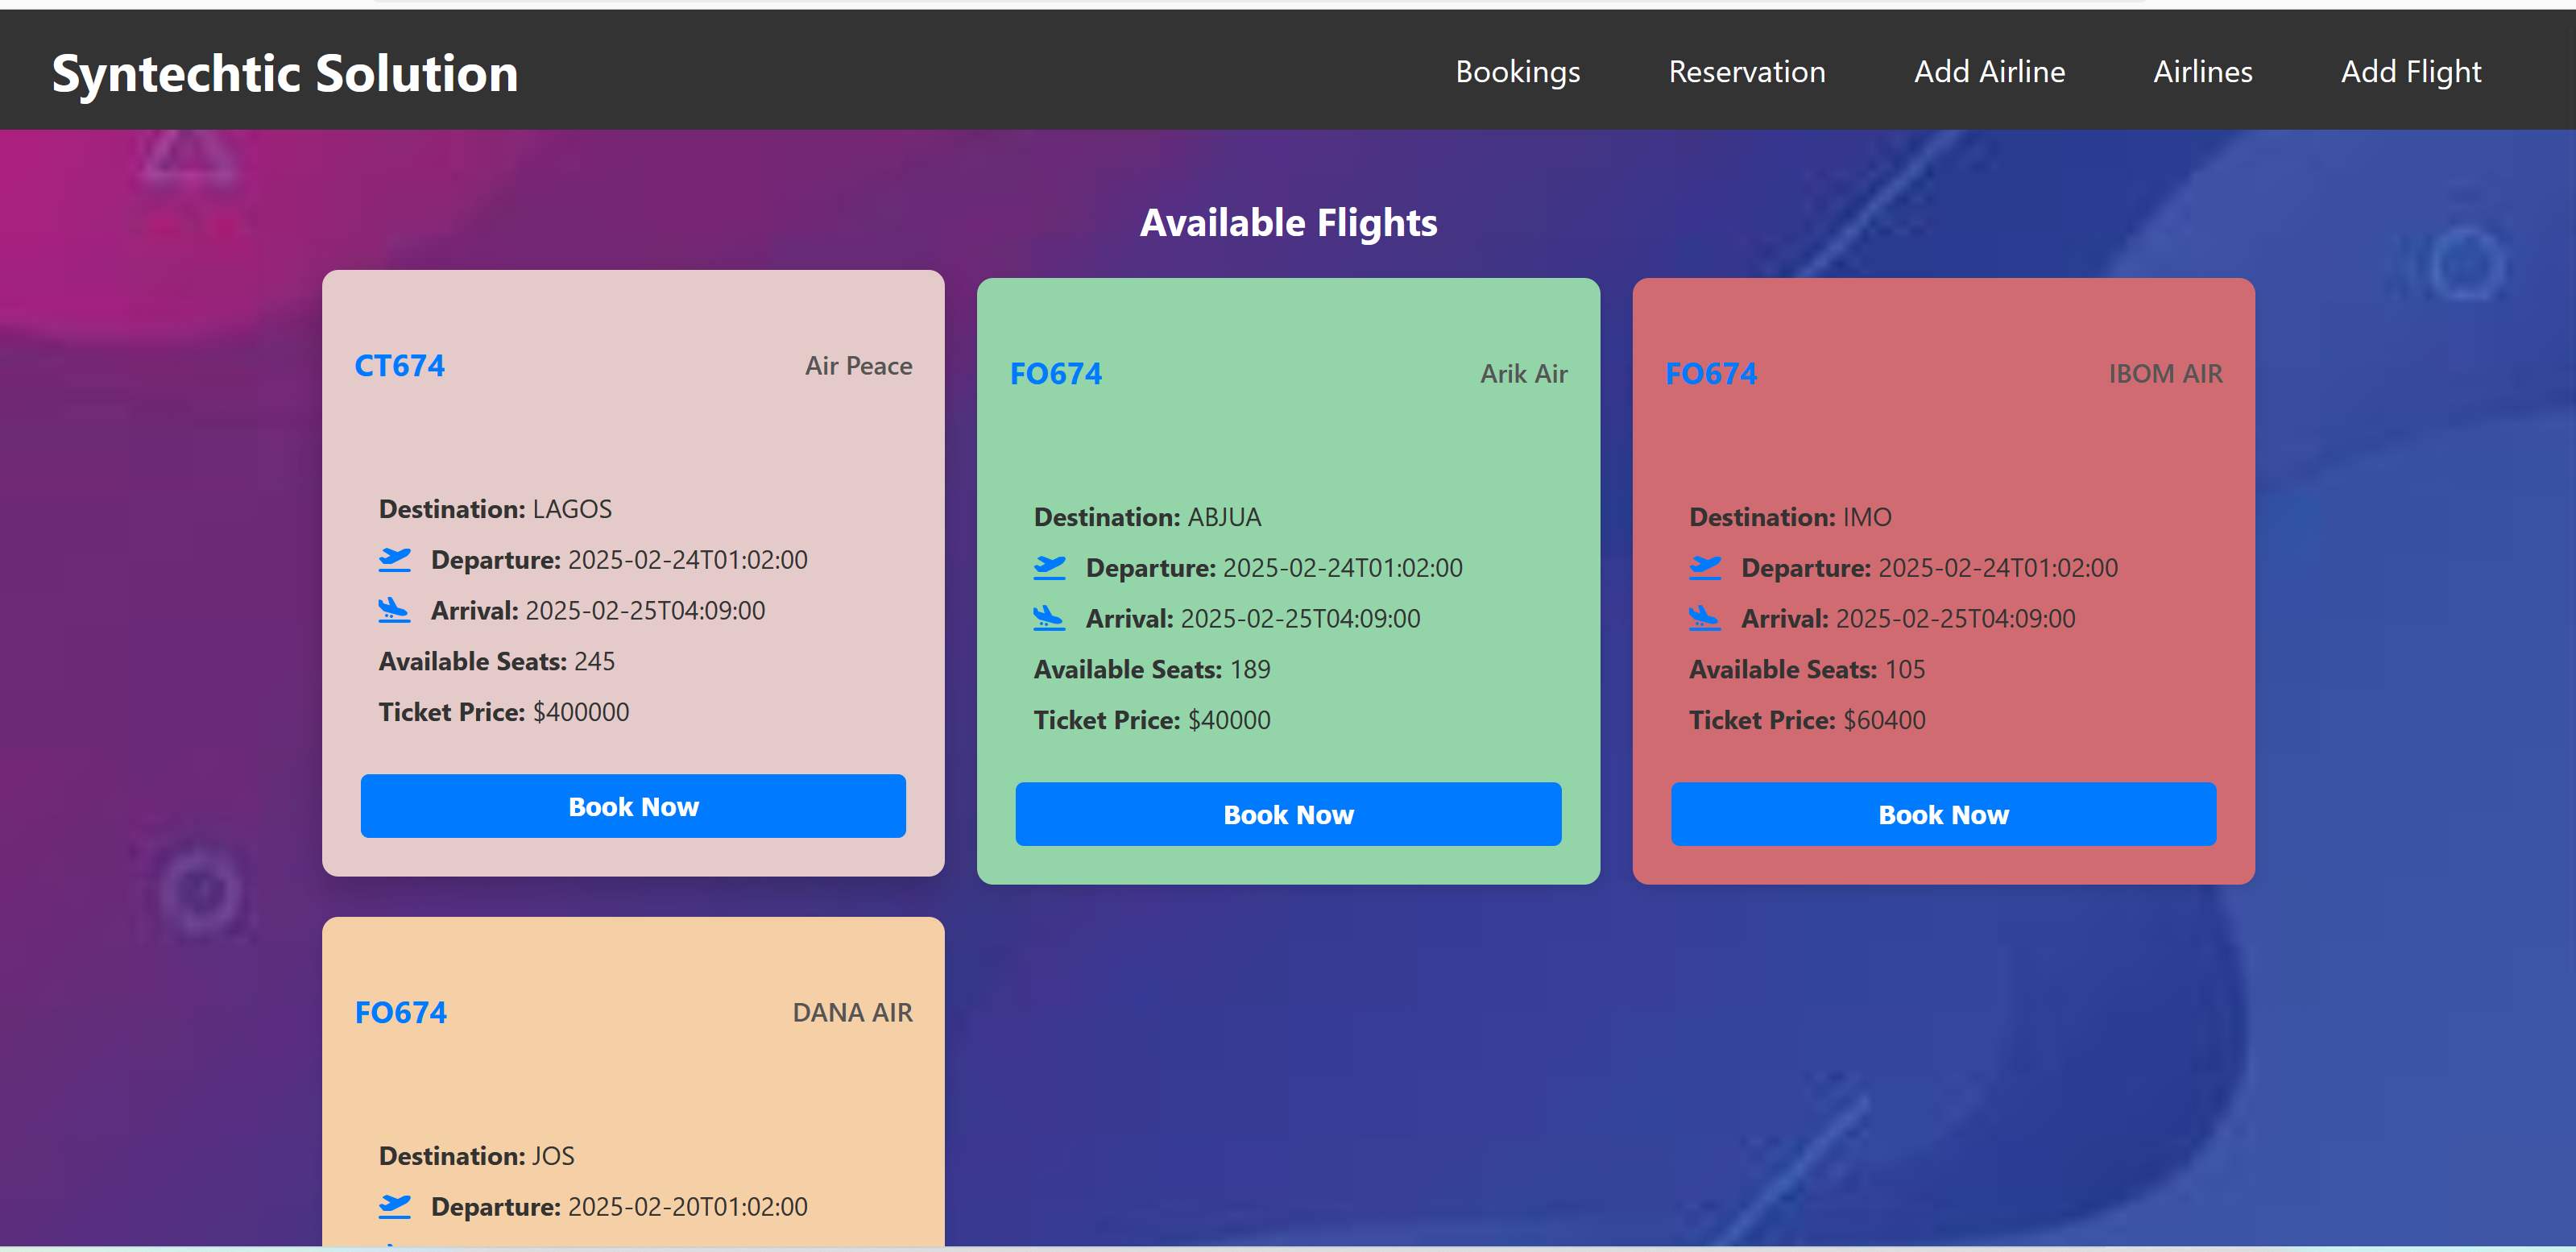 Syntechtic Solution
Bookings Reservation Add Airline Airlines Add Flight
Available Flights
CT674 Air Peace
Destination: LAGOS
Departure: 2025-02-24T01:02:00
Arrival: 2025-02-25T04:09:00
Available Seats: 245
Ticket Price: $400000
Book Now
FO674 Arik Air
Destination: ABJUA
Departure: 2025-02-24T01:02:00
Arrival: 2025-02-25T04:09:00
Available Seats: 189
Ticket Price: $40000
Book Now
FO674 IBOM AIR
Destination: IMO
Departure: 2025-02-24T01:02:00
Arrival: 2025-02-25T04:09:00
Available Seats: 105
Ticket Price: $60400
Book Now
FO674 DANA AIR
Destination: JOS
Departure: 2025-02-20T01:02:00